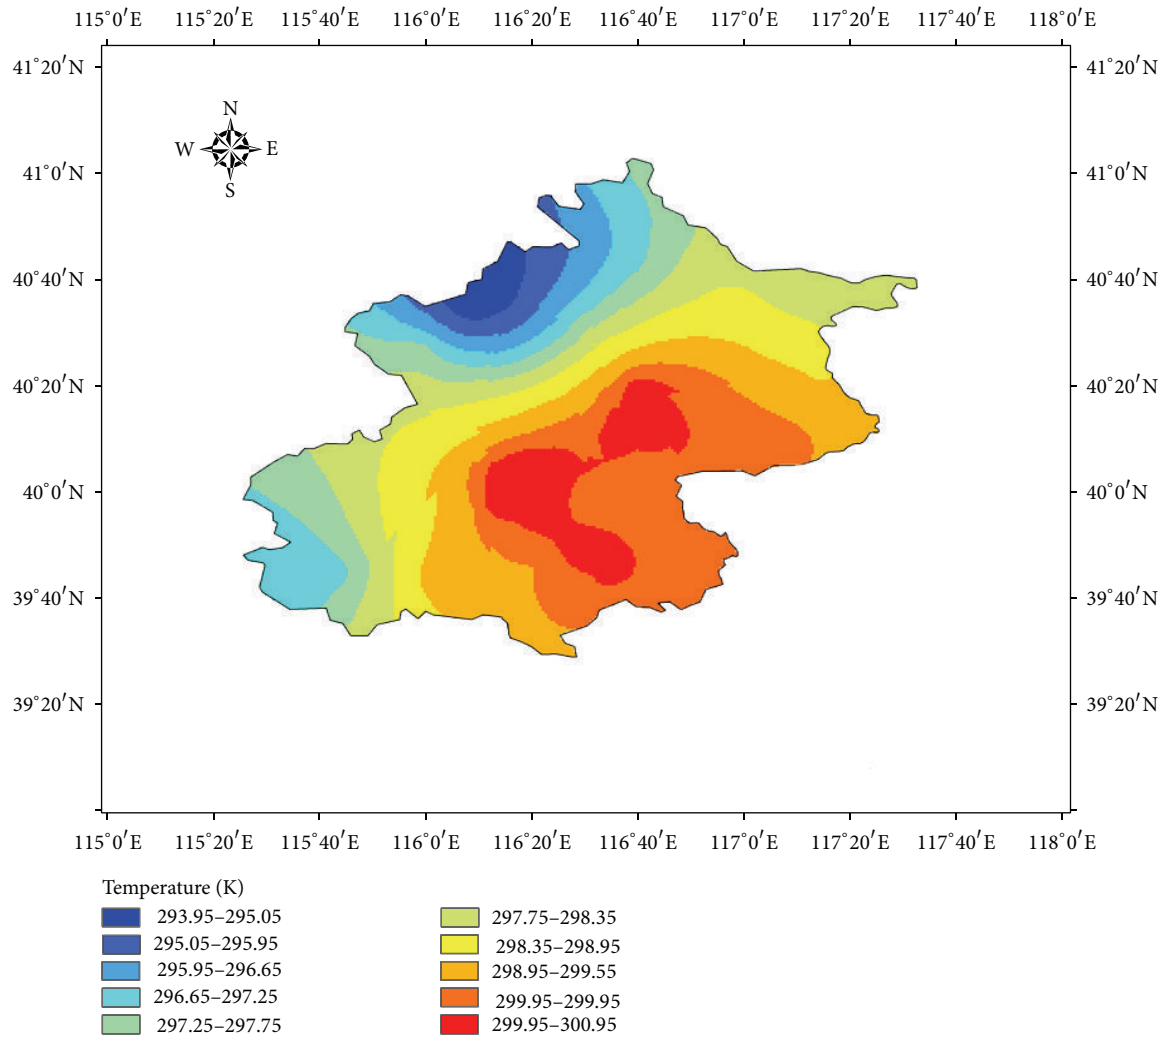 115°0′E 115°20′E 115°40′E 116°0′E 116°20′E 116°40′E 117°0′E 117°20′E 117°40′E 118°0′E
41°20′N 41°20′N
N
W E
S
41°0′N 41°0′N
40°40′N 40°40′N
40°20′N 40°20′N
40°0′N 40°0′N
39°40′N 39°40′N
39°20′N 39°20′N
115°0′E 115°20′E 115°40′E 116°0′E 116°20′E 116°40′E 117°0′E 117°20′E 117°40′E 118°0′E
Temperature (K)
293.95–295.05 297.75–298.35
295.05–295.95 298.35–298.95
295.95–296.65 298.95–299.55
296.65–297.25 299.95–299.95
297.25–297.75 299.95–300.95